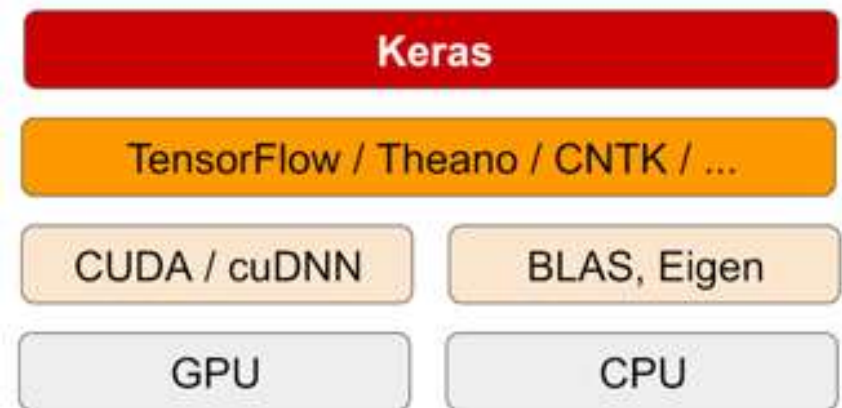 Keras
TensorFlow / Theano / CNTK / ...
CUDA / cuDNN
BLAS, Eigen
GPU
CPU